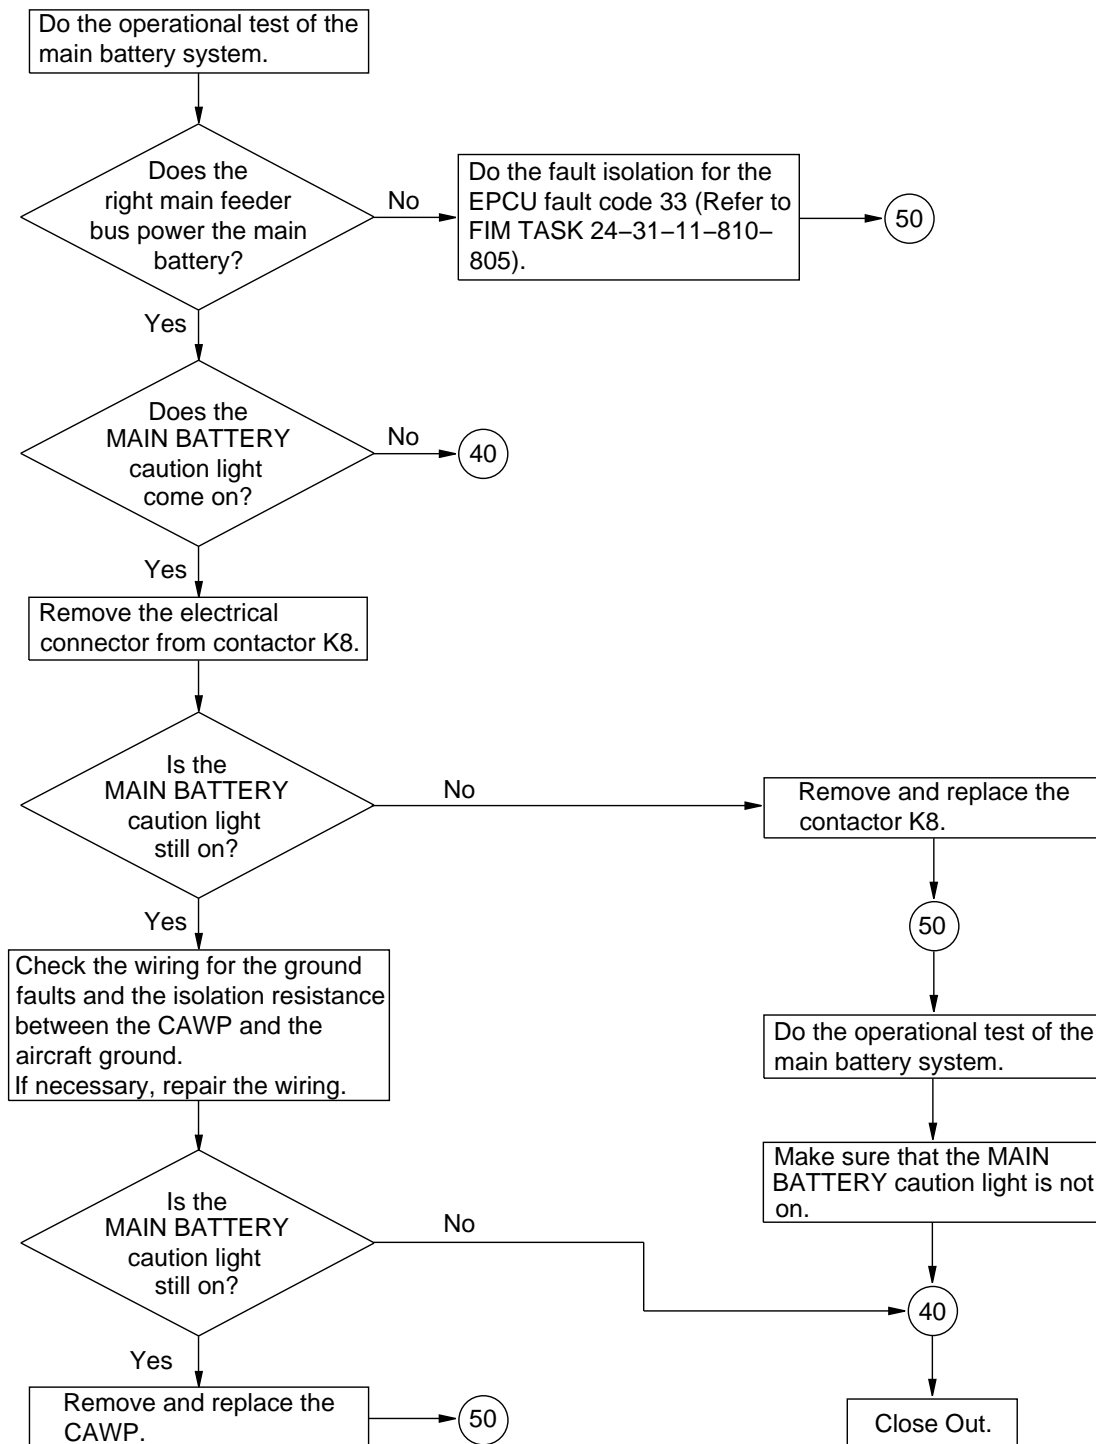 Do the operational test of the
main battery system.
Does the
right main feeder
bus power the main
battery?
No
Do the fault isolation for the
EPCU fault code 33 (Refer to
FIM TASK 24–31–11–810–
805).
50
Yes
Does the
MAIN BATTERY
caution light
come on?
No
40
Yes
Remove the electrical
connector from contactor K8.
Is the
MAIN BATTERY
caution light
still on?
No
Remove and replace the
contactor K8.
50
Yes
Check the wiring for the ground
faults and the isolation resistance
between the CAWP and the
aircraft ground.
If necessary, repair the wiring.
Do the operational test of the
main battery system.
Make sure that the MAIN
BATTERY caution light is not
on.
Is the
MAIN BATTERY
caution light
still on?
No
40
Yes
Remove and replace the
CAWP.
50
Close Out.